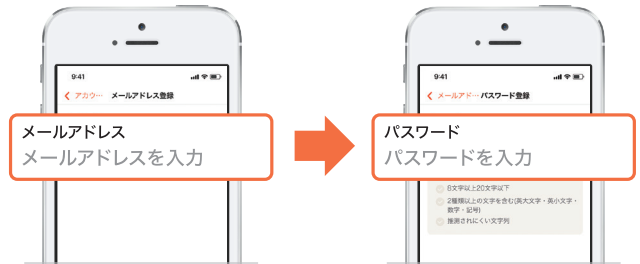 9:41
アカウ… メールアドレス登録
メールアドレス
メールアドレスを入力
9:41
メールアド… パスワード登録
パスワード
パスワードを入力
6文字以上20文字以下
2種類以上の文字を含む(英大文字・英小文字・
数字・記号)
推測されにくい文字列